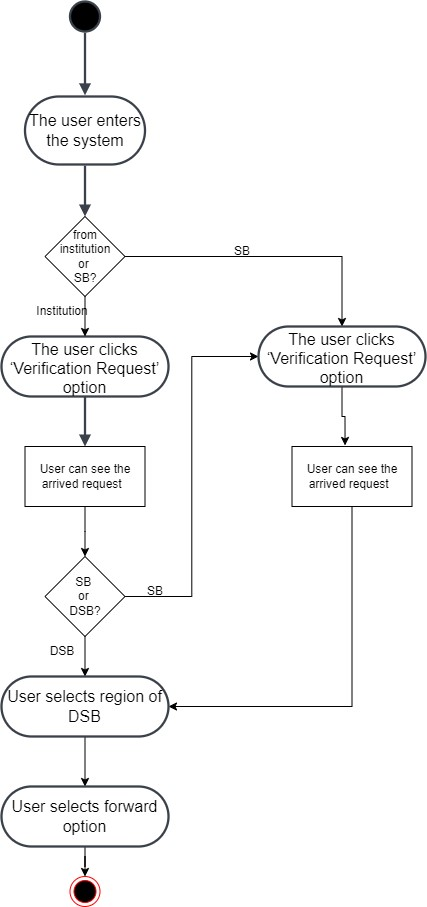 The user enters
the system
from
institution
or
SB?
SB
Institution
The user clicks
‘Verification Request’
option
The user clicks
‘Verification Request’
option
User can see the
arrived request
User can see the
arrived request
SB
or
DSB?
SB
DSB
User selects region of
DSB
User selects forward
option